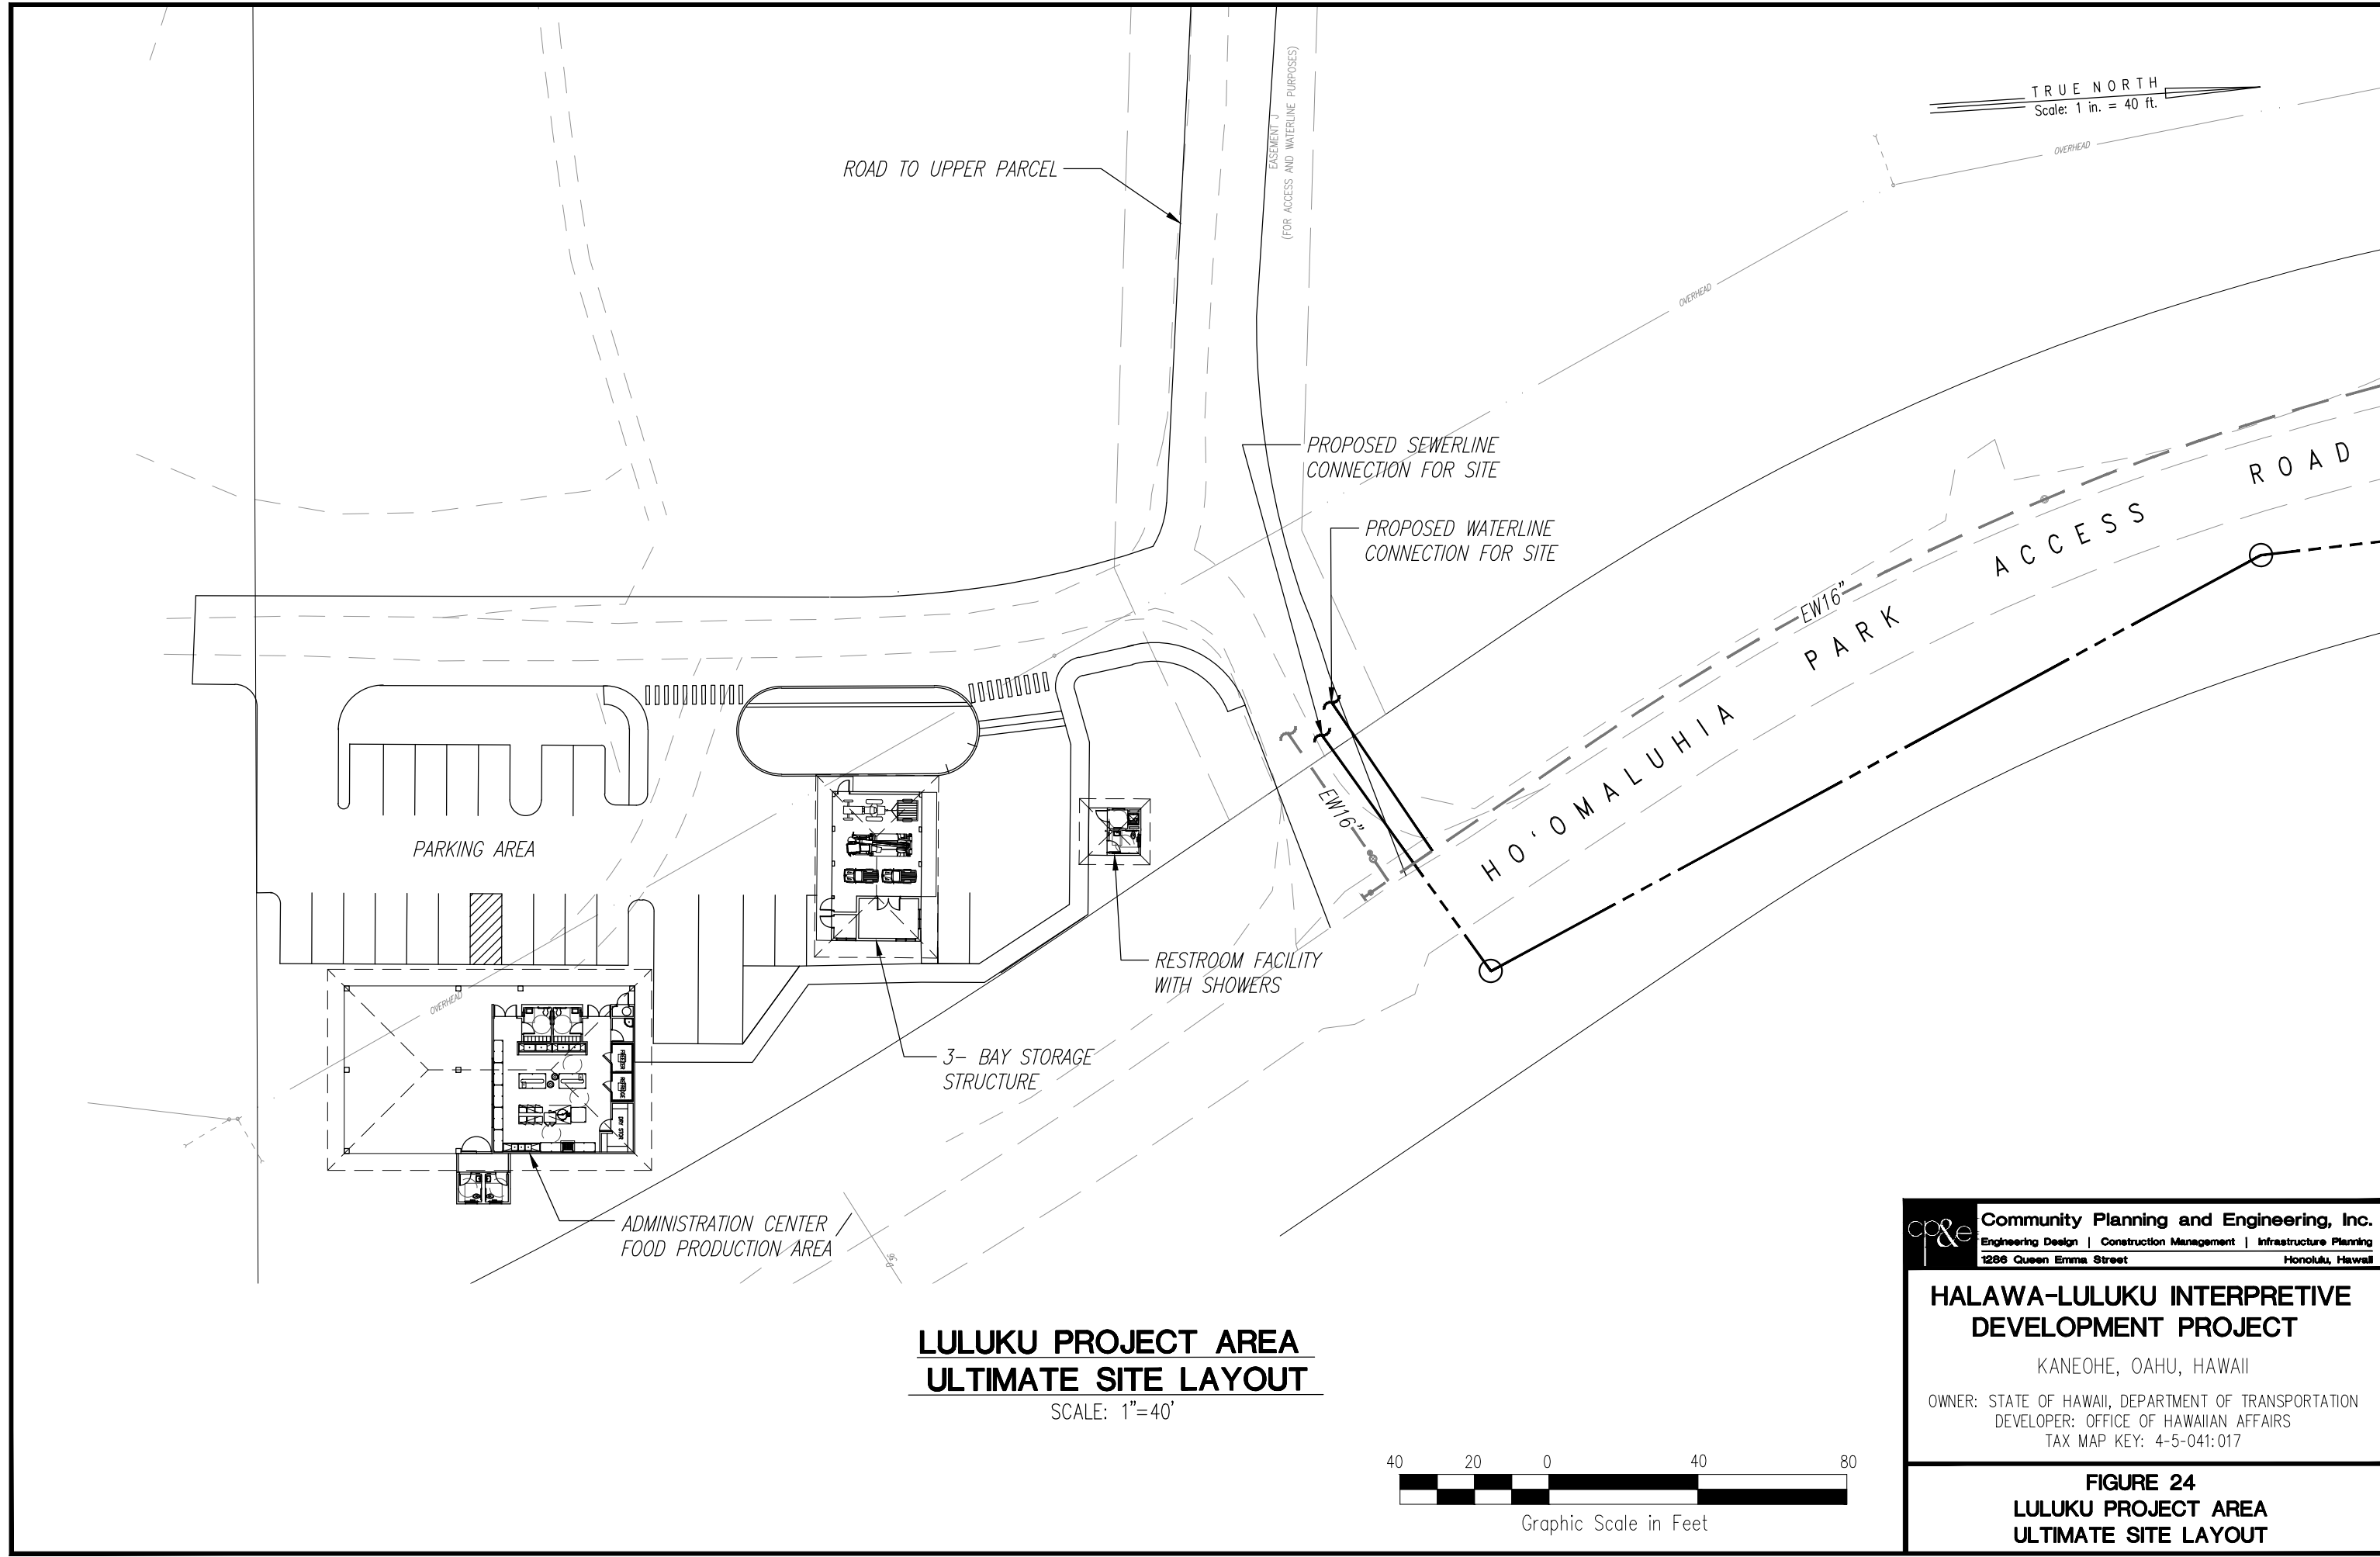 TRUE NORTH
Scale: 1 in. = 40 ft.
OVERHEAD
ROAD TO UPPER PARCEL
EASEMENT J
(FOR ACCESS AND WATERLINE PURPOSES)
OVERHEAD
PROPOSED SEWERLINE
CONNECTION FOR SITE
PROPOSED WATERLINE
CONNECTION FOR SITE
EW16"
HO'OMALUHIA PARK ACCESS ROAD
EW16"
PARKING AREA
RESTROOM FACILITY
WITH SHOWERS
OVERHEAD
3- BAY STORAGE
STRUCTURE
DRY STOR
ADMINISTRATION CENTER
FOOD PRODUCTION AREA
LULUKU PROJECT AREA
ULTIMATE SITE LAYOUT
SCALE: 1"=40'
40 20 0 40 80
Graphic Scale in Feet
cp&e
Community Planning and Engineering, Inc.
Engineering Design | Construction Management | Infrastructure Planning
1286 Queen Emma Street Honolulu, Hawaii
HALAWA-LULUKU INTERPRETIVE
DEVELOPMENT PROJECT
KANEOHE, OAHU, HAWAII
OWNER: STATE OF HAWAII, DEPARTMENT OF TRANSPORTATION
DEVELOPER: OFFICE OF HAWAIIAN AFFAIRS
TAX MAP KEY: 4-5-041:017
FIGURE 24
LULUKU PROJECT AREA
ULTIMATE SITE LAYOUT